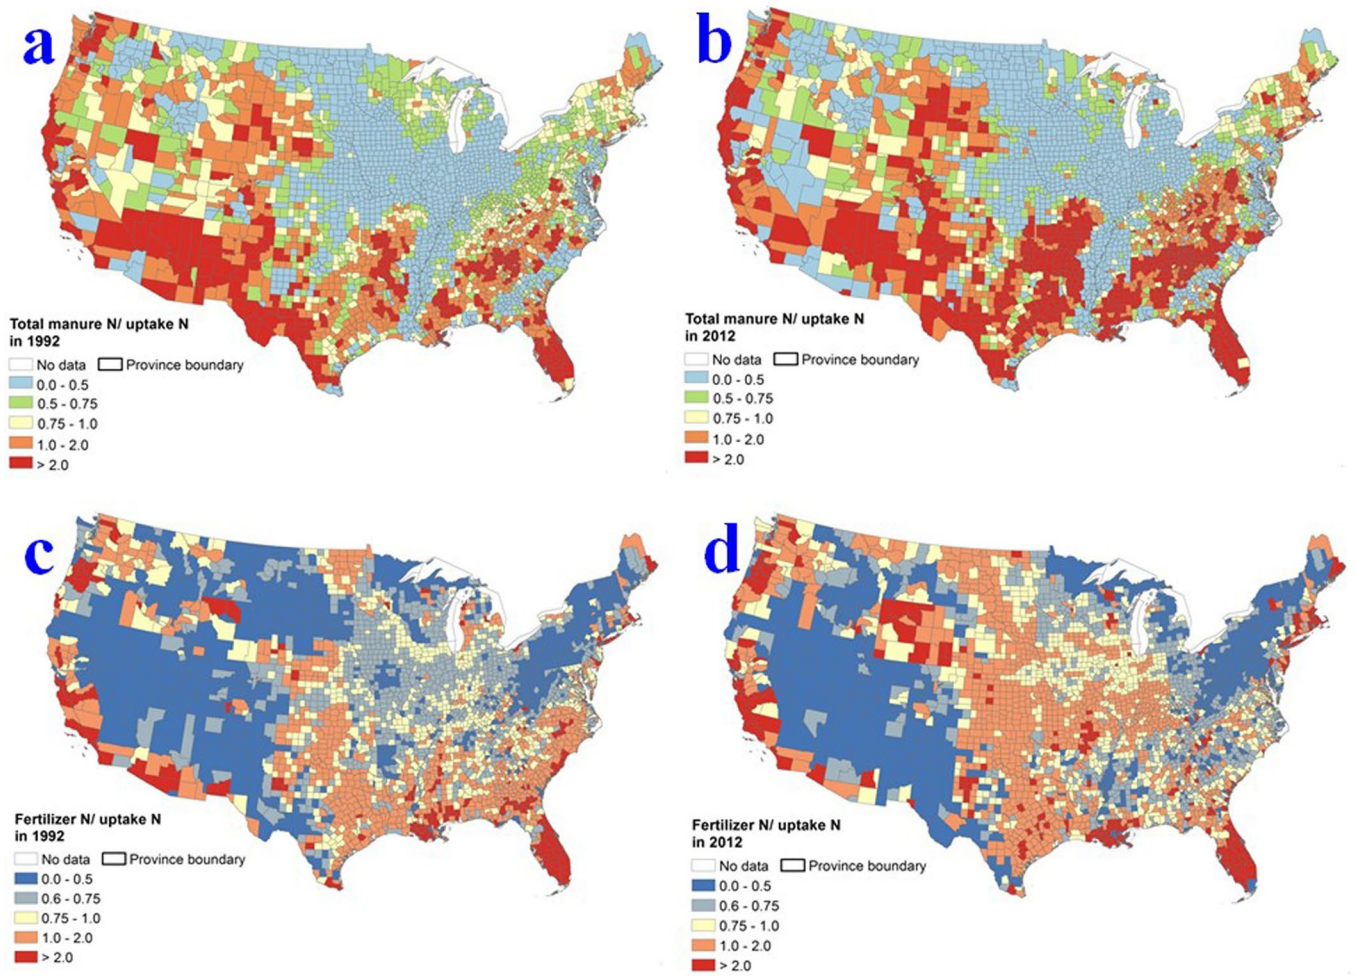 a
Total manure N/ uptake N
in 1992
No data Province boundary
0.0 - 0.5
0.5 - 0.75
0.75 - 1.0
1.0 - 2.0
> 2.0
b
Total manure N/ uptake N
in 2012
No data Province boundary
0.0 - 0.5
0.5 - 0.75
0.75 - 1.0
1.0 - 2.0
> 2.0
c
Fertilizer N/ uptake N
in 1992
No data Province boundary
0.0 - 0.5
0.6 - 0.75
0.75 - 1.0
1.0 - 2.0
> 2.0
d
Fertilizer N/ uptake N
in 2012
No data Province boundary
0.0 - 0.5
0.6 - 0.75
0.75 - 1.0
1.0 - 2.0
> 2.0